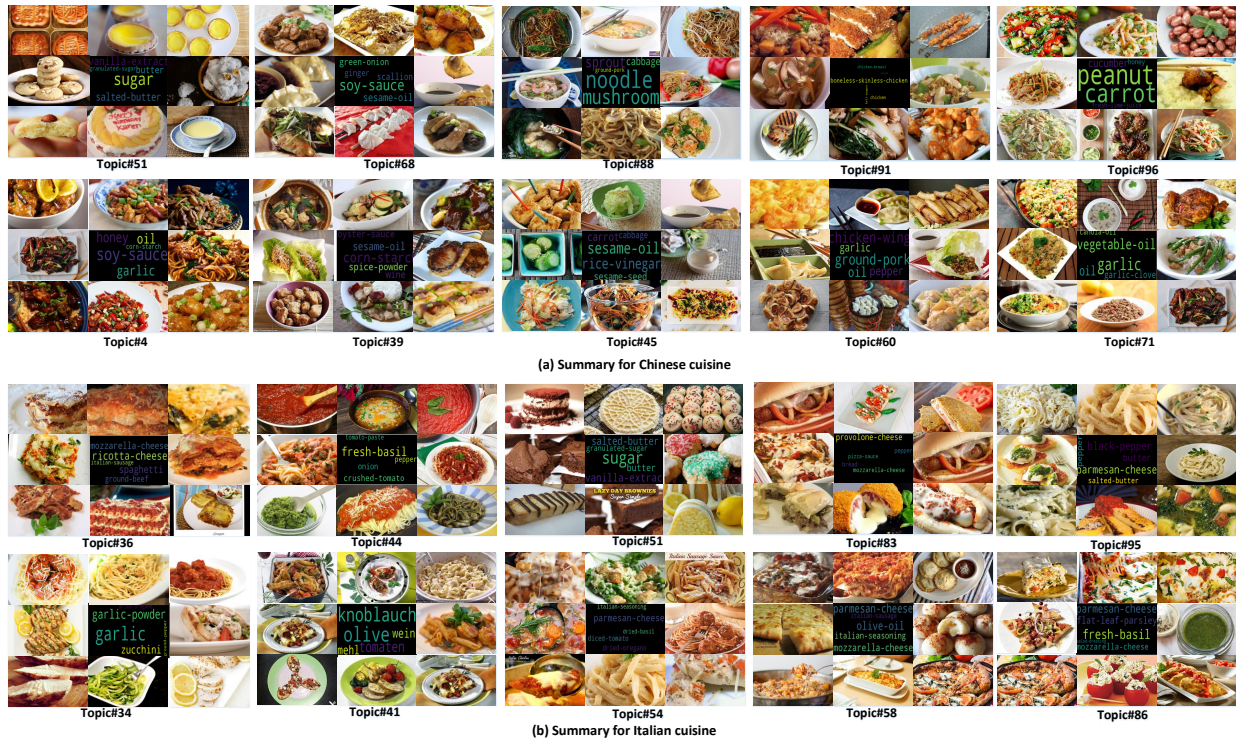 vanilla-extract
granulated-sugar
butter
sugar
salted-butter
Topic#51
green-onion
ginger
scallion
soy-sauce
sesame-oil
Topic#68
sprout
cabbage
ground-pork
noodle
mushroom
Topic#88
boneless-skinless-chicken
chicken
Topic#91
cucumber
honey
peanut
carrot
Topic#96
honey
oil
corn-starch
soy-sauce
garlic
Topic#4
oyster-sauce
sesame-oil
corn-starc
spice-powder
wine
Topic#39
carrot
cabbage
sesame-oil
rice-vinegar
sesame-seed
Topic#45
chicken-wing
garlic
ground-pork
oil
pepper
Topic#60
canola-oil
vegetable-oil
oil
garlic
garlic-clove
Topic#71
(a) Summary for Chinese cuisine
mozzarella-cheese
ricotta-cheese
italian-sausage
spaghetti
ground-beef
Topic#36
tomato-paste
fresh-basil
pepper
onion
crushed-tomato
Topic#44
salted-butter
granulated-sugar
sugar
butter
vanilla-extrac
LAZY DAY BROWNIES
Super Simple
Topic#51
provolone-cheese
pepper
pizza-sauce
bread
mozzarella-cheese
Topic#83
black-pepper
butter
parmesan-cheese
salted-butter
Topic#95
garlic-powder
garlic
zucchini
Topic#34
knoblauch
olive
wein
mehl
tomaten
Topic#41
Italian Sausage Sauce
italian-seasoning
parmesan-cheese
dried-basil
diced-tomato
dried-oregano
Topic#54
parmesan-cheese
italian-sausage
olive-oil
italian-seasoning
mozzarella-cheese
Topic#58
parmesan-cheese
flat-leaf-parsley
fresh-basil
mozzarella-cheese
Topic#86
(b) Summary for Italian cuisine